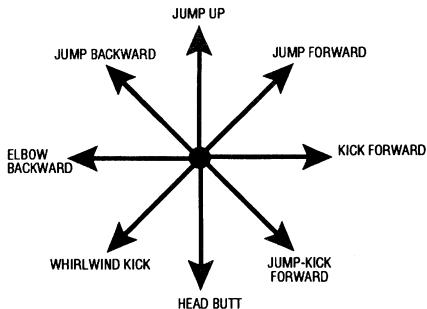 JUMP UP
JUMP BACKWARD
JUMP FORWARD
ELBOW
BACKWARD
KICK FORWARD
WHIRLWIND KICK
JUMP-KICK
FORWARD
HEAD BUTT